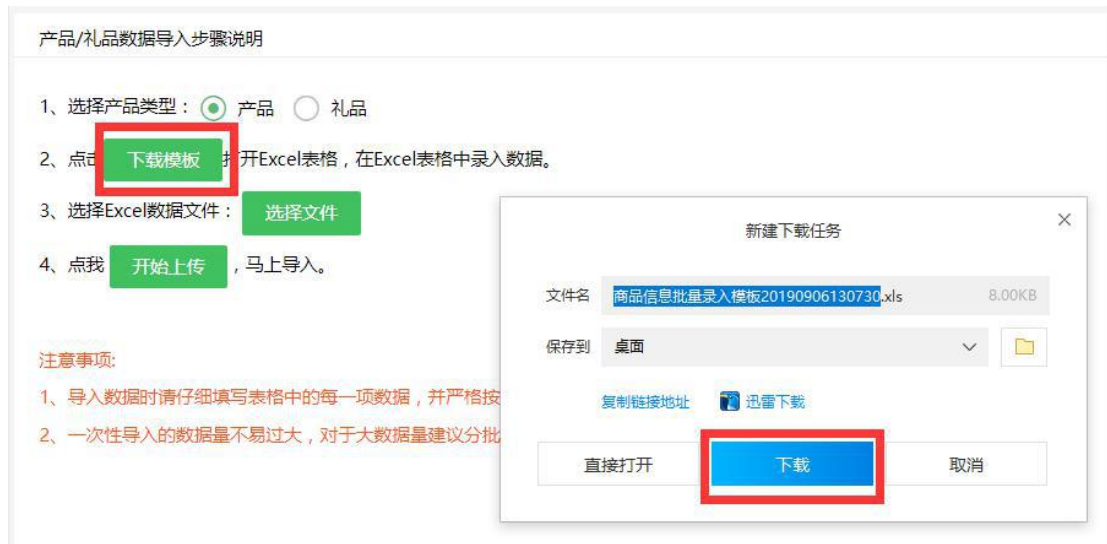 产品/礼品数据导入步骤说明
1、选择产品类型： 产品 礼品
2、点击 下载模板 打开Excel表格，在Excel表格中录入数据。
3、选择Excel数据文件： 选择文件
4、点我 开始上传 ，马上导入。
注意事项:
1、导入数据时请仔细填写表格中的每一项数据，并严格按
2、一次性导入的数据量不易过大，对于大数据量建议分批
新建下载任务
文件名 商品信息批量录入模板20190906130730.xls 8.00KB
保存到 桌面
复制链接地址 迅雷下载
直接打开 下载 取消